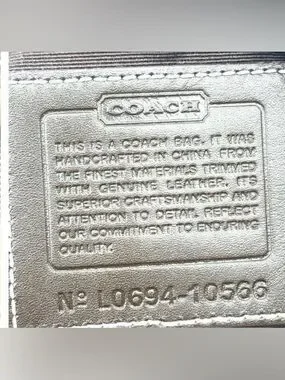 COACH
THIS IS A COACH BAG. IT WAS
HANDCRAFTED IN CHINA FROM
THE FINEST MATERIALS TRIMMED
WITH GENUINE LEATHER. ITS
SUPERIOR CRAFTSMANSHIP AND
ATTENTION TO DETAIL REFLECT
OUR COMMITMENT TO ENDURING
QUALITY.
Nº L0694-10566